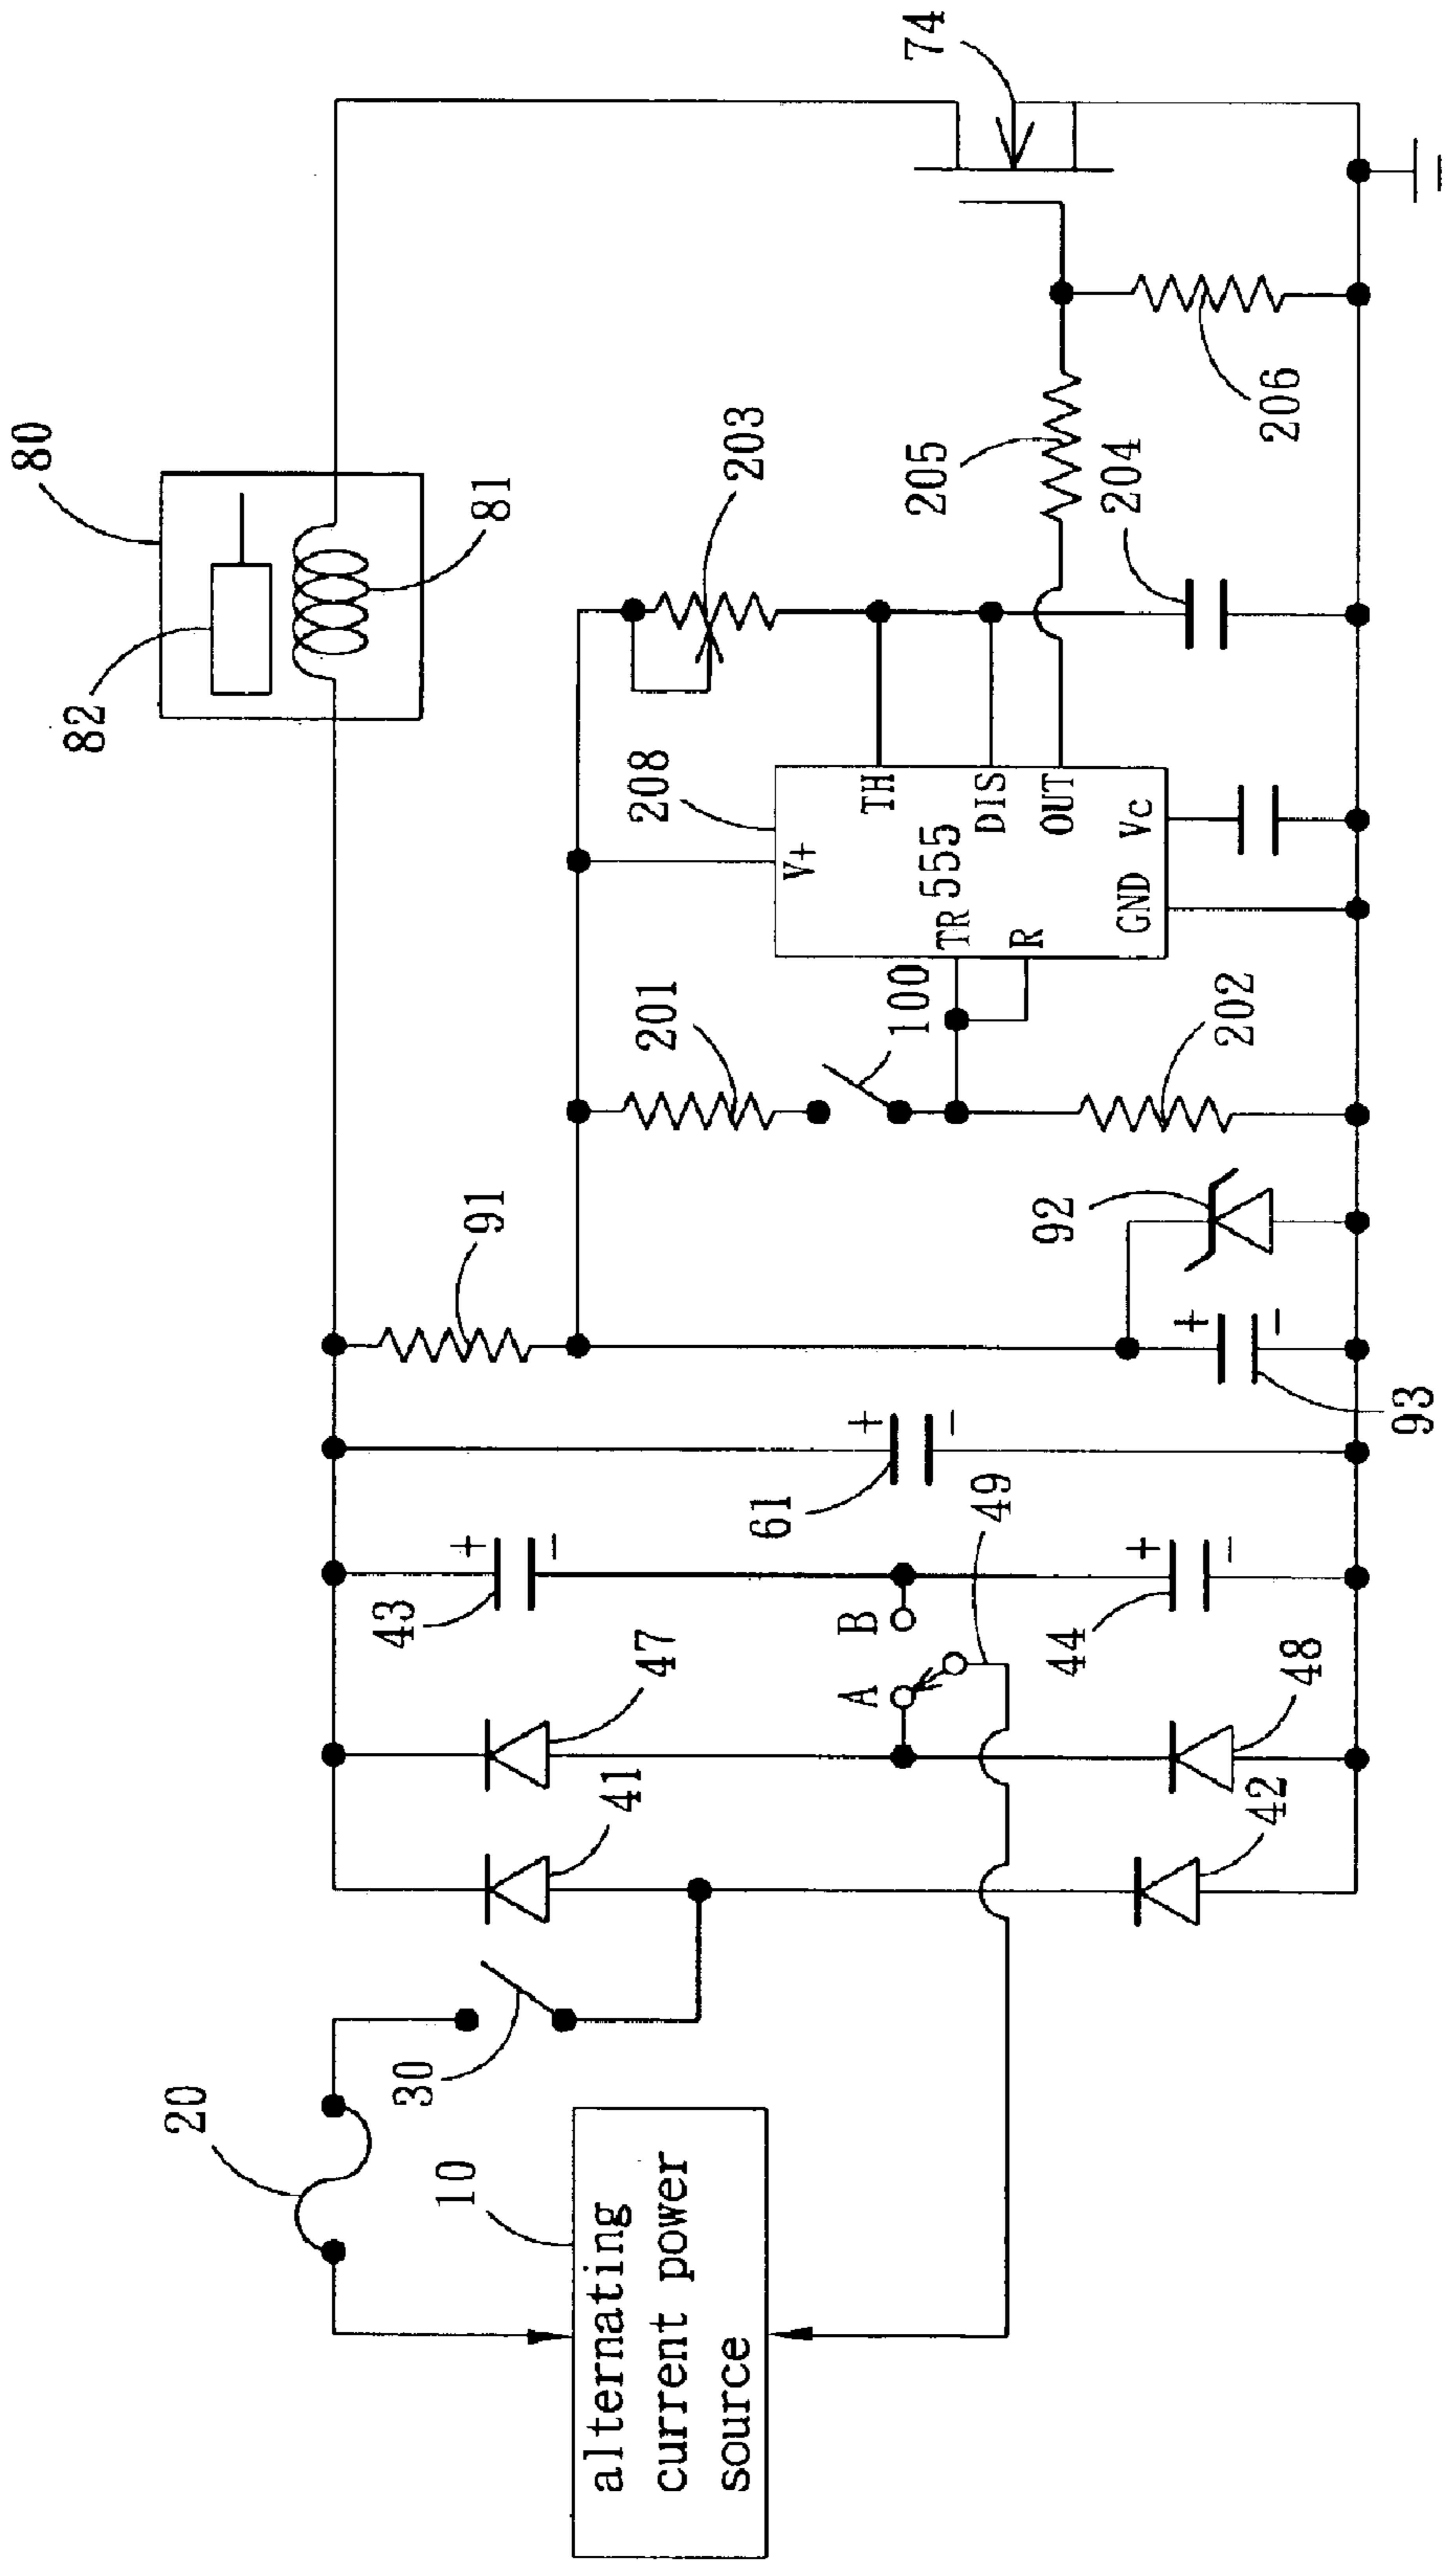 alternating
current power
source
10
20
30
41
42
47
48
A
B
49
43
44
61
91
93
92
201
100
202
208
V+
TR
555
R
TH
DIS
OUT
GND
Vc
203
204
205
206
80
82
81
74
+
−
+
−
+
−
+
−